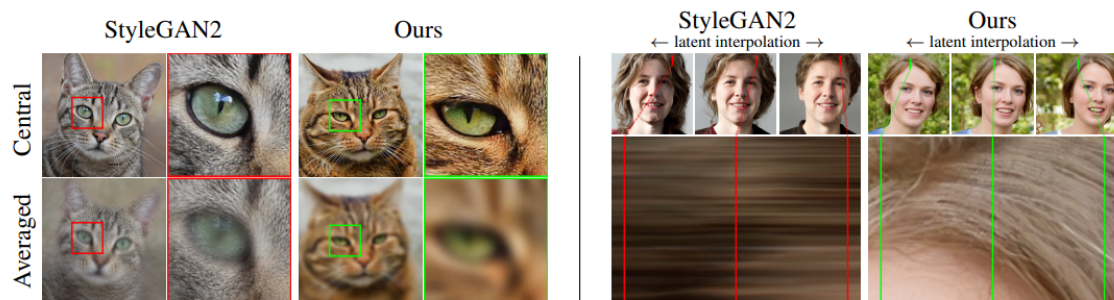 StyleGAN2
Ours
Central
Averaged
StyleGAN2
Ours
← latent interpolation →
← latent interpolation →